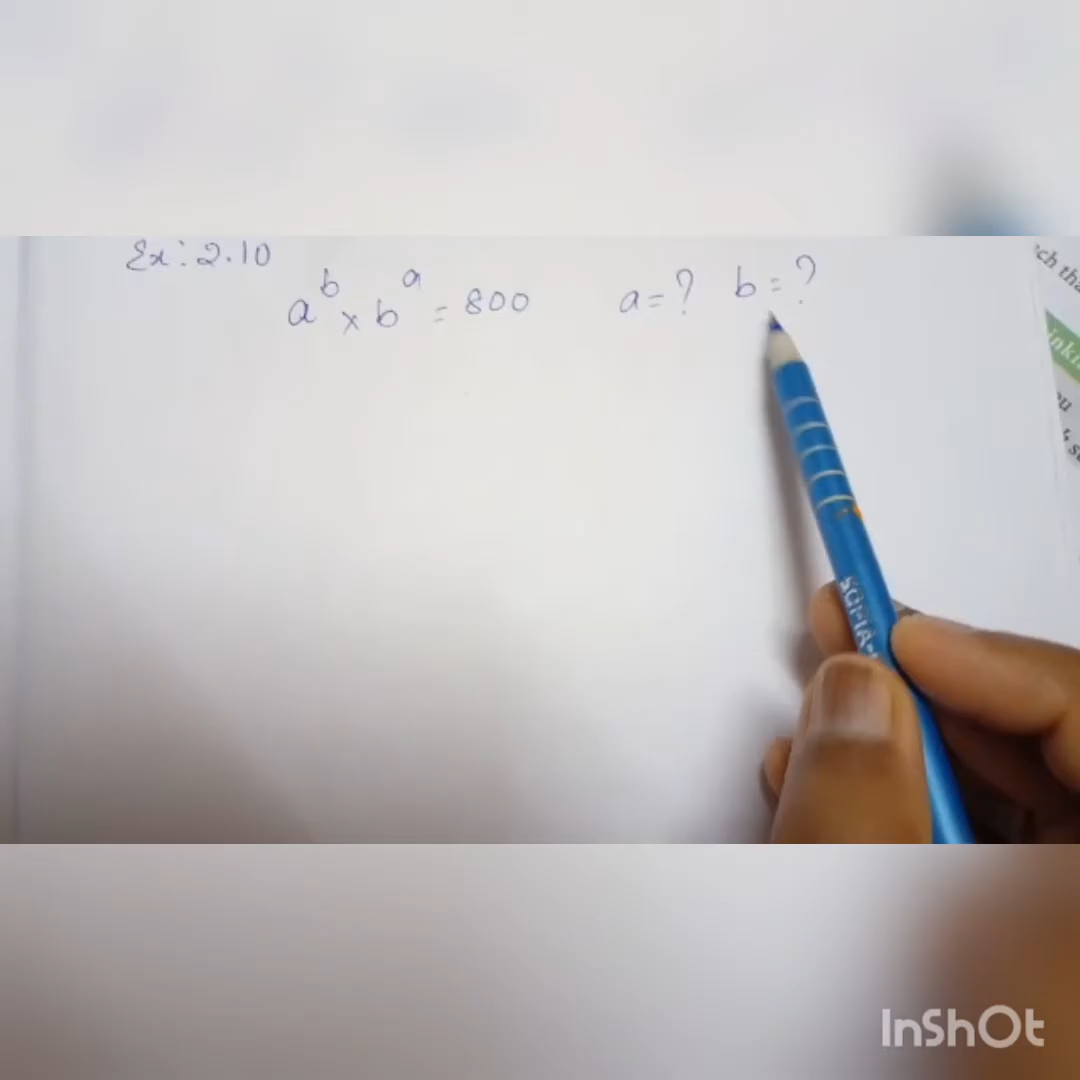 Ex: 2.10
a^b × b^a = 800 a = ? b = ?
InShOt